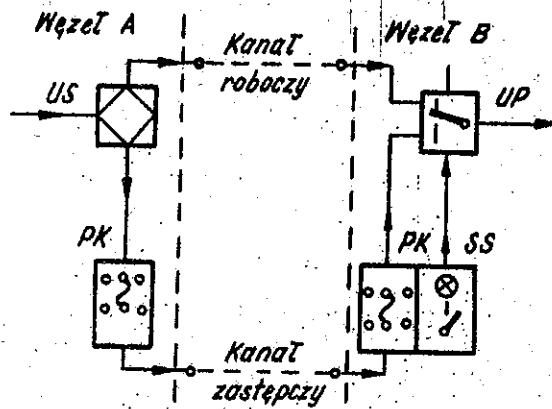 Węzeł A
Węzeł B
Kanał
roboczy
US
UP
PK
PK
SS
Kanał
zastępczy